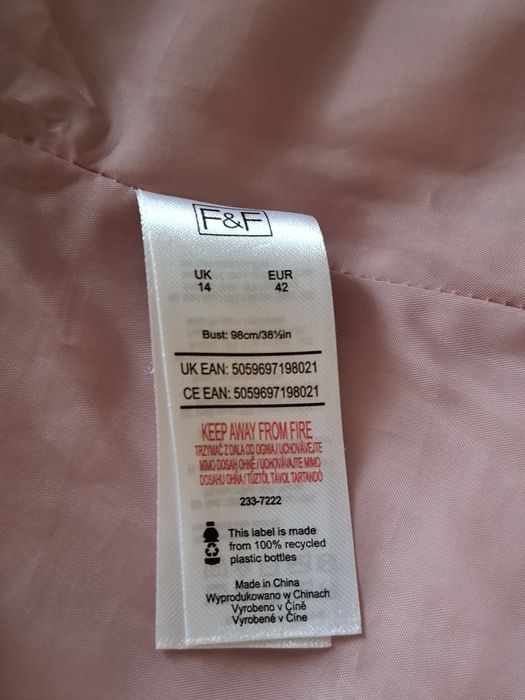 F&F
UK EUR
14 42
Bust: 98cm/38½in
UK EAN: 5059697198021
CE EAN: 5059697198021
KEEP AWAY FROM FIRE
TRZYMAĆ Z DALA OD OGNIA / UCHOVÁVEJTE
MIMO DOSAH OHNĚ / UCHOVÁVAJTE MIMO
DOSAHU OHŇA / TŰZTŐL TÁVOL TARTANDÓ
233-7222
This label is made
from 100% recycled
plastic bottles
Made in China
Wyprodukowano w Chinach
Vyrobeno v Číně
Vyrobené v Číne